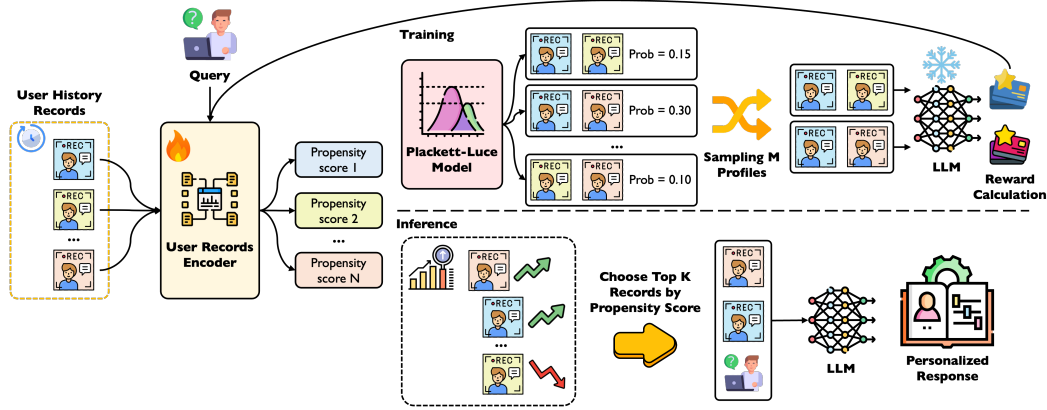 Query
User History
Records
REC
REC
...
REC
User Records
Encoder
Propensity
score 1
Propensity
score 2
...
Propensity
score N
Training
Plackett-Luce
Model
REC
REC
Prob = 0.15
REC
REC
Prob = 0.30
...
REC
REC
Prob = 0.10
Sampling M
Profiles
REC
REC
REC
REC
LLM
Reward
Calculation
Inference
REC
REC
...
REC
Choose Top K
Records by
Propensity Score
REC
REC
LLM
Personalized
Response